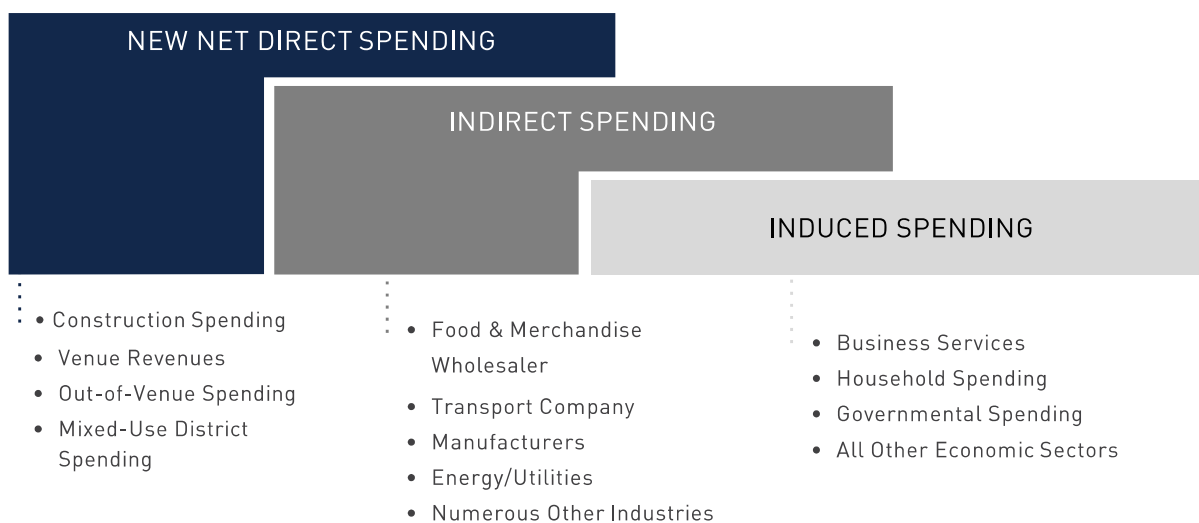 NEW NET DIRECT SPENDING
INDIRECT SPENDING
INDUCED SPENDING
• Construction Spending
• Venue Revenues
• Out-of-Venue Spending
• Mixed-Use District
Spending
• Food & Merchandise
Wholesaler
• Transport Company
• Manufacturers
• Energy/Utilities
• Numerous Other Industries
• Business Services
• Household Spending
• Governmental Spending
• All Other Economic Sectors